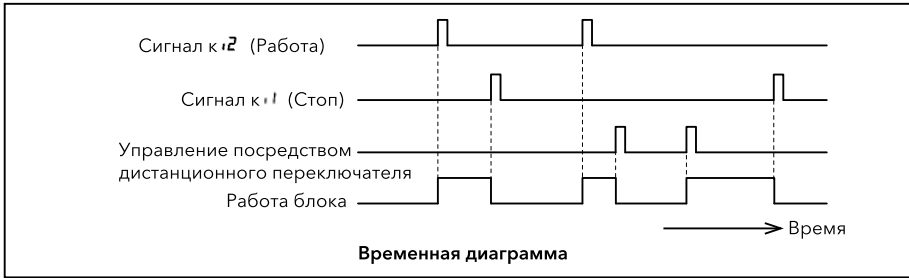 Сигнал к i2 (Работа)
Сигнал к i1 (Стоп)
Управление посредством
дистанционного переключателя
Работа блока
Время
Временная диаграмма